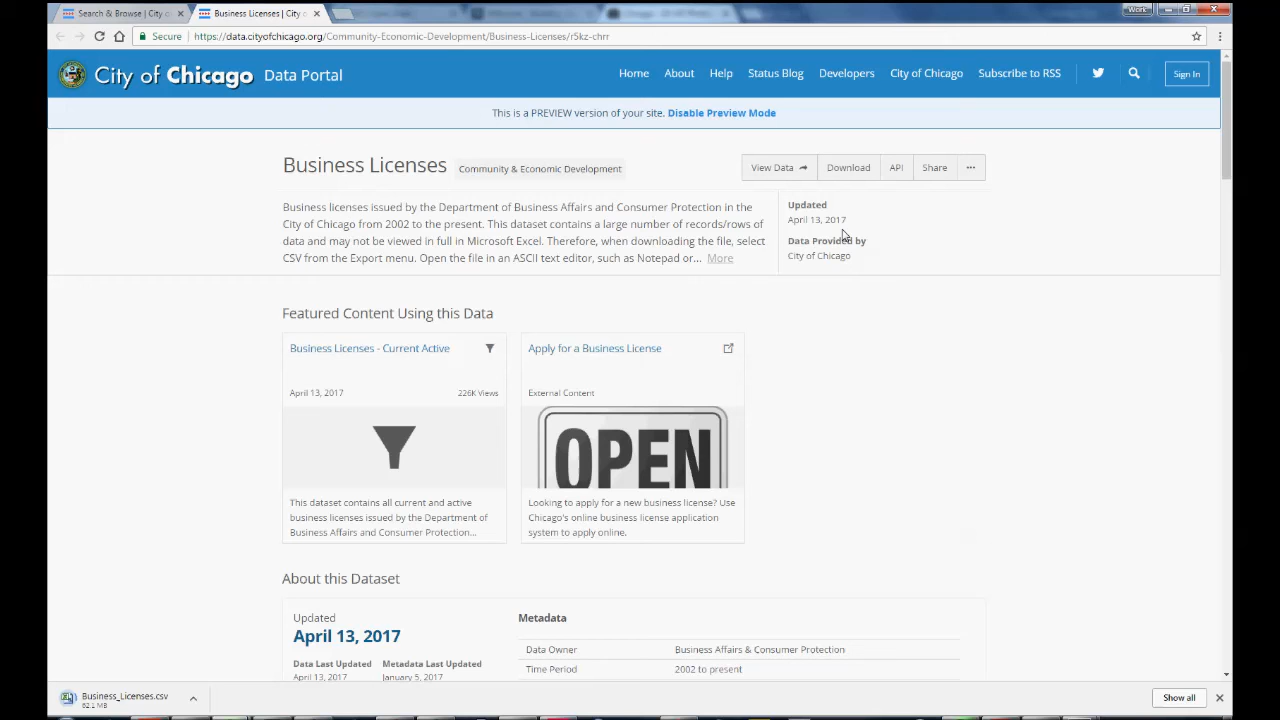 Search & Browse | City o
Business Licenses | City o
Work
Secure
https://data.cityofchicago.org/Community-Economic-Development/Business-Licenses/r5kz-chrr
City of Chicago Data Portal
Home About Help Status Blog Developers City of Chicago Subscribe to RSS
Sign In
This is a PREVIEW version of your site. Disable Preview Mode
Business Licenses
Community & Economic Development
View Data
Download
API
Share
Business licenses issued by the Department of Business Affairs and Consumer Protection in the
City of Chicago from 2002 to the present. This dataset contains a large number of records/rows of
data and may not be viewed in full in Microsoft Excel. Therefore, when downloading the file, select
CSV from the Export menu. Open the file in an ASCII text editor, such as Notepad or... More
Updated
April 13, 2017
Data Provided by
City of Chicago
Featured Content Using this Data
Business Licenses - Current Active
April 13, 2017
226K Views
This dataset contains all current and active
business licenses issued by the Department of
Business Affairs and Consumer Protection...
Apply for a Business License
External Content
OPEN
Looking to apply for a new business license? Use
Chicago's online business license application
system to apply online.
About this Dataset
Updated
April 13, 2017
Data Last Updated
April 13, 2017
Metadata Last Updated
January 5, 2017
Metadata
Data Owner Business Affairs & Consumer Protection
Time Period 2002 to present
Business_Licenses.csv
62.1 MB
Show all